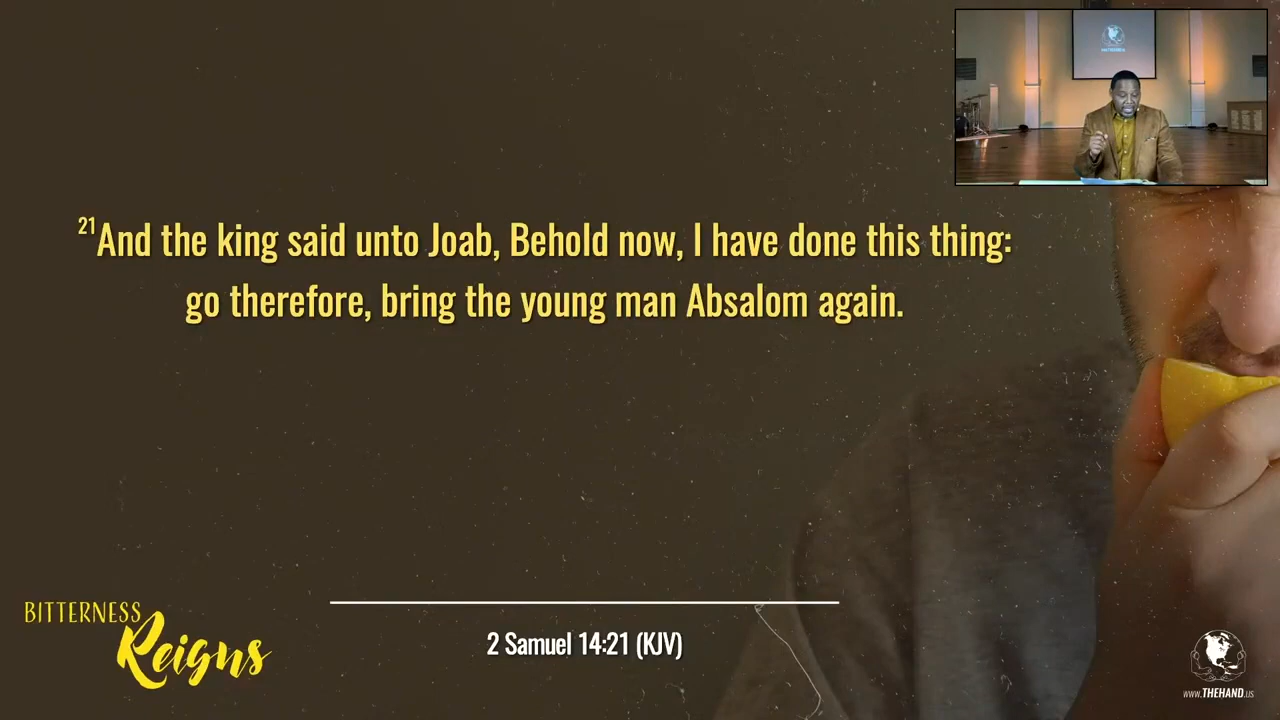 21And the king said unto Joab, Behold now, I have done this thing:
go therefore, bring the young man Absalom again.
BITTERNESS
Reigns
2 Samuel 14:21 (KJV)
www.THEHAND.us